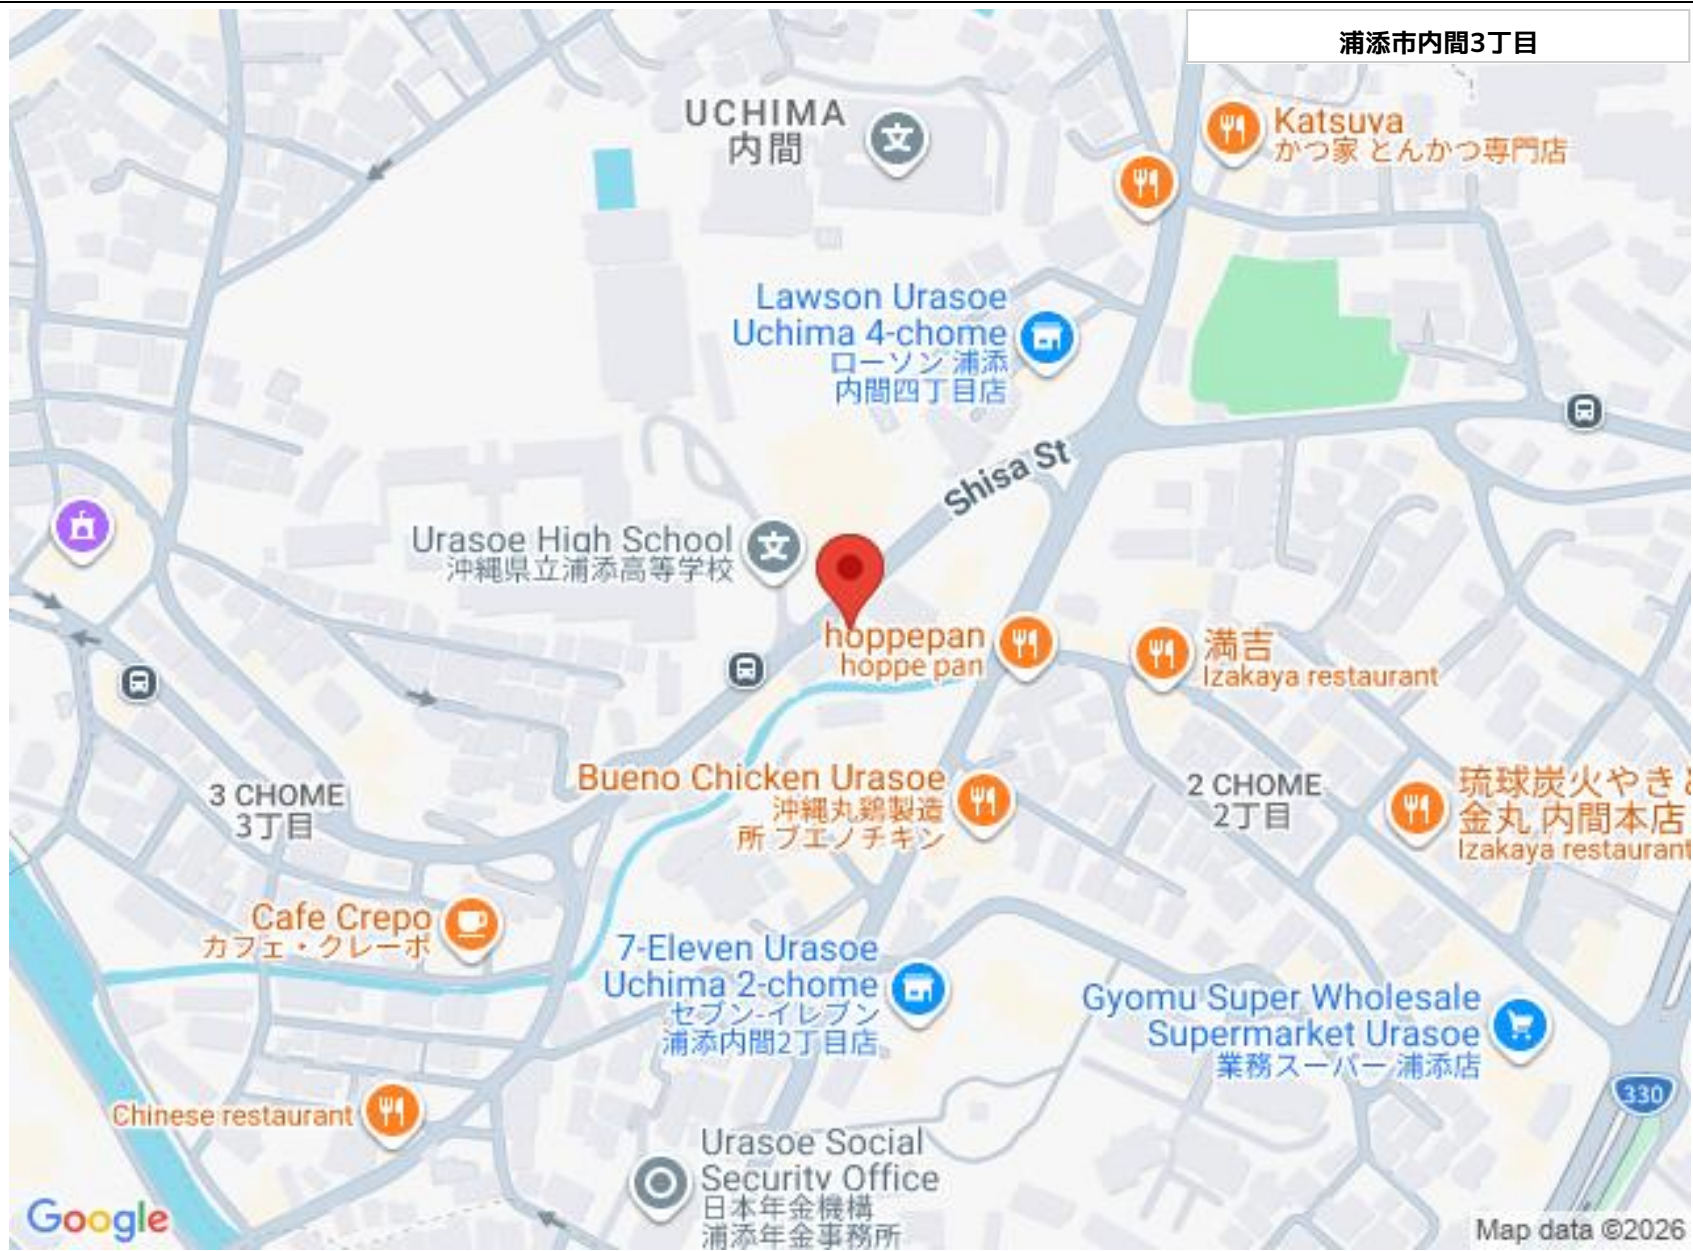 浦添市内間3丁目
UCHIMA
内間
Katsuya
かつ家 とんかつ専門店
Lawson Urasoe
Uchima 4-chome
ローソン 浦添
内間四丁目店
Shisa St
Urasoe High School
沖縄県立浦添高等学校
hoppepan
hoppe pan
満吉
Izakaya restaurant
Bueno Chicken Urasoe
沖縄丸鶏製造
所 ブエノチキン
3 CHOME
3丁目
2 CHOME
2丁目
琉球炭火やき
金丸 内間本店
Izakaya restaurant
Cafe Crepo
カフェ・クレーポ
7-Eleven Urasoe
Uchima 2-chome
セブン-イレブン
浦添内間2丁目店
Gyomu Super Wholesale
Supermarket Urasoe
業務スーパー 浦添店
330
Chinese restaurant
Urasoe Social
Security Office
日本年金機構
浦添年金事務所
Google
Map data ©2026